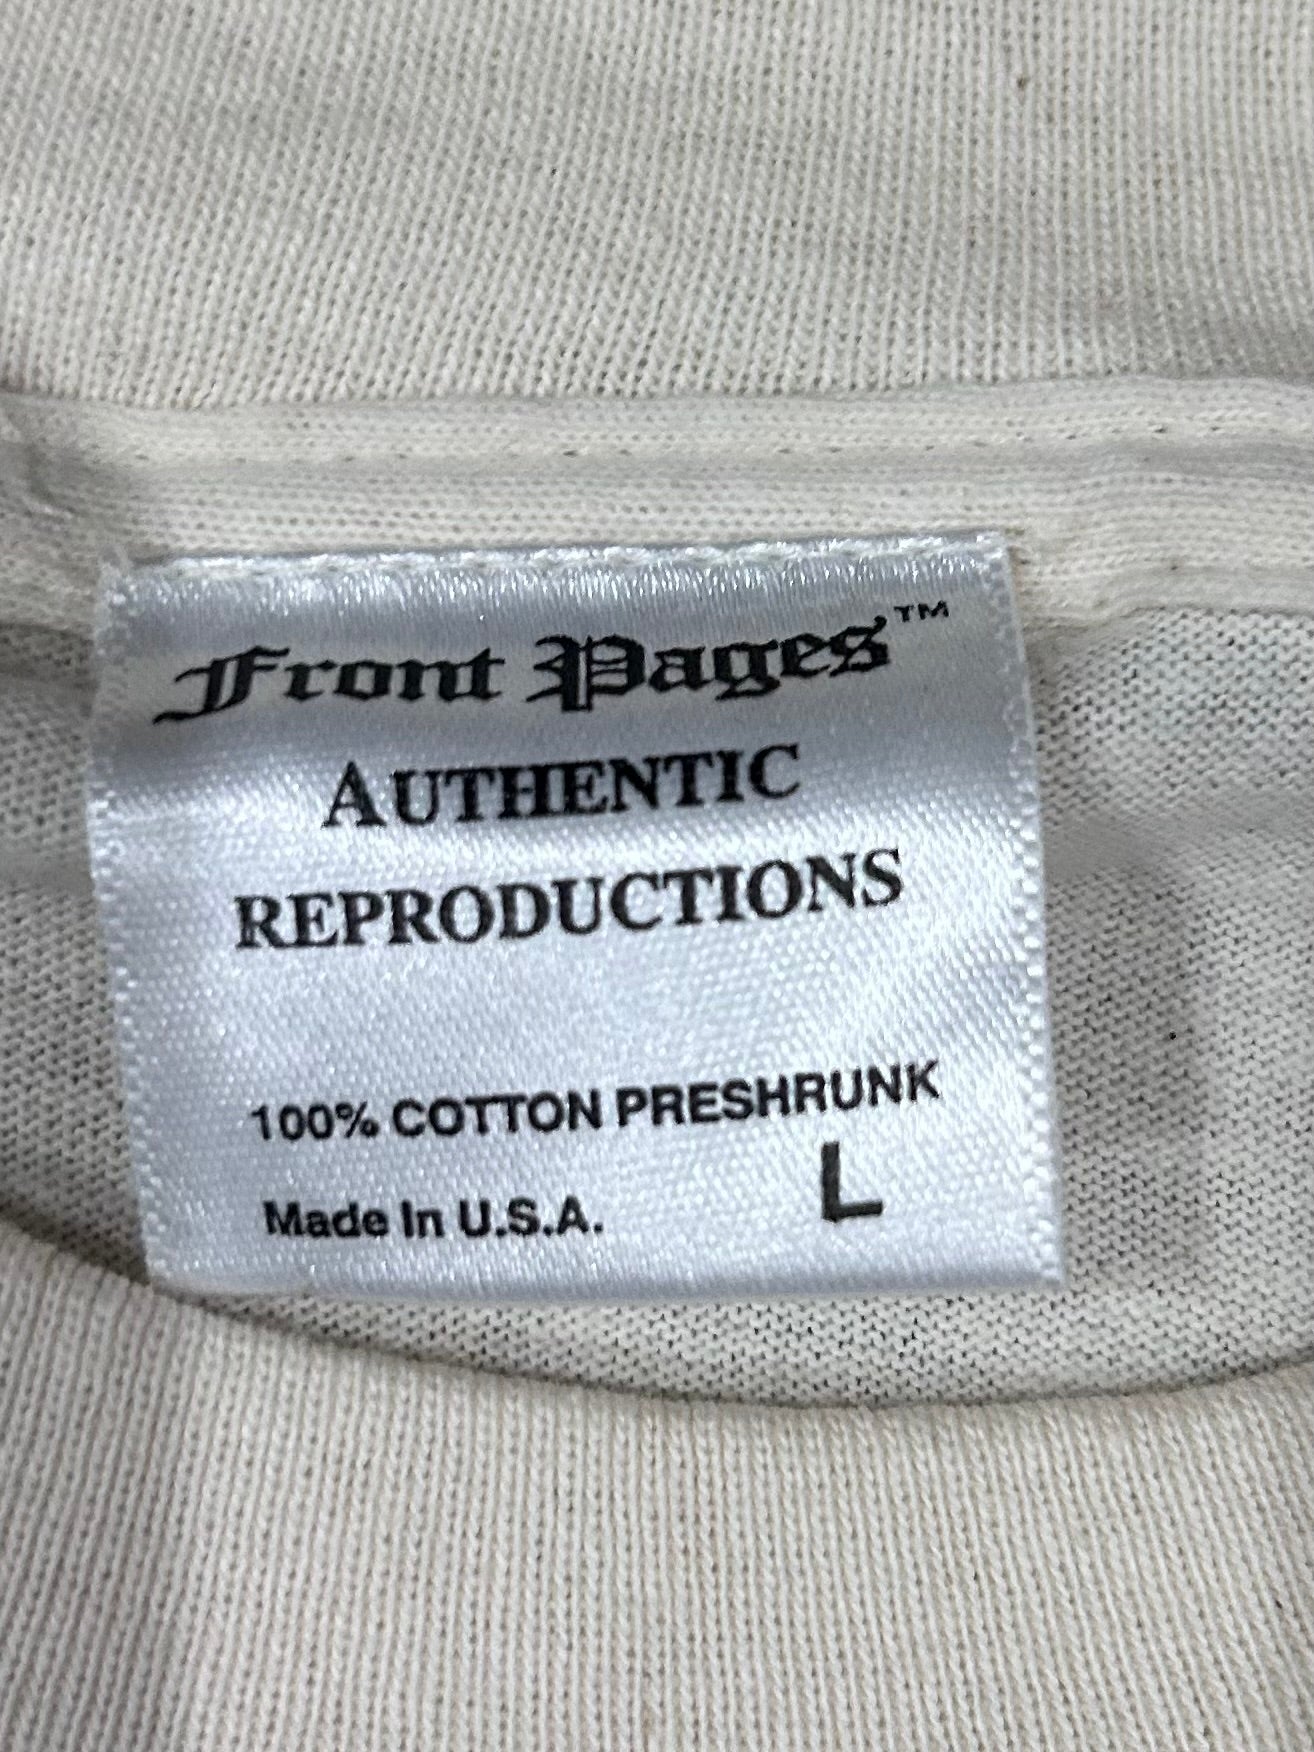 Front Pages™
AUTHENTIC
REPRODUCTIONS
100% COTTON PRESHRUNK
Made In U.S.A. L